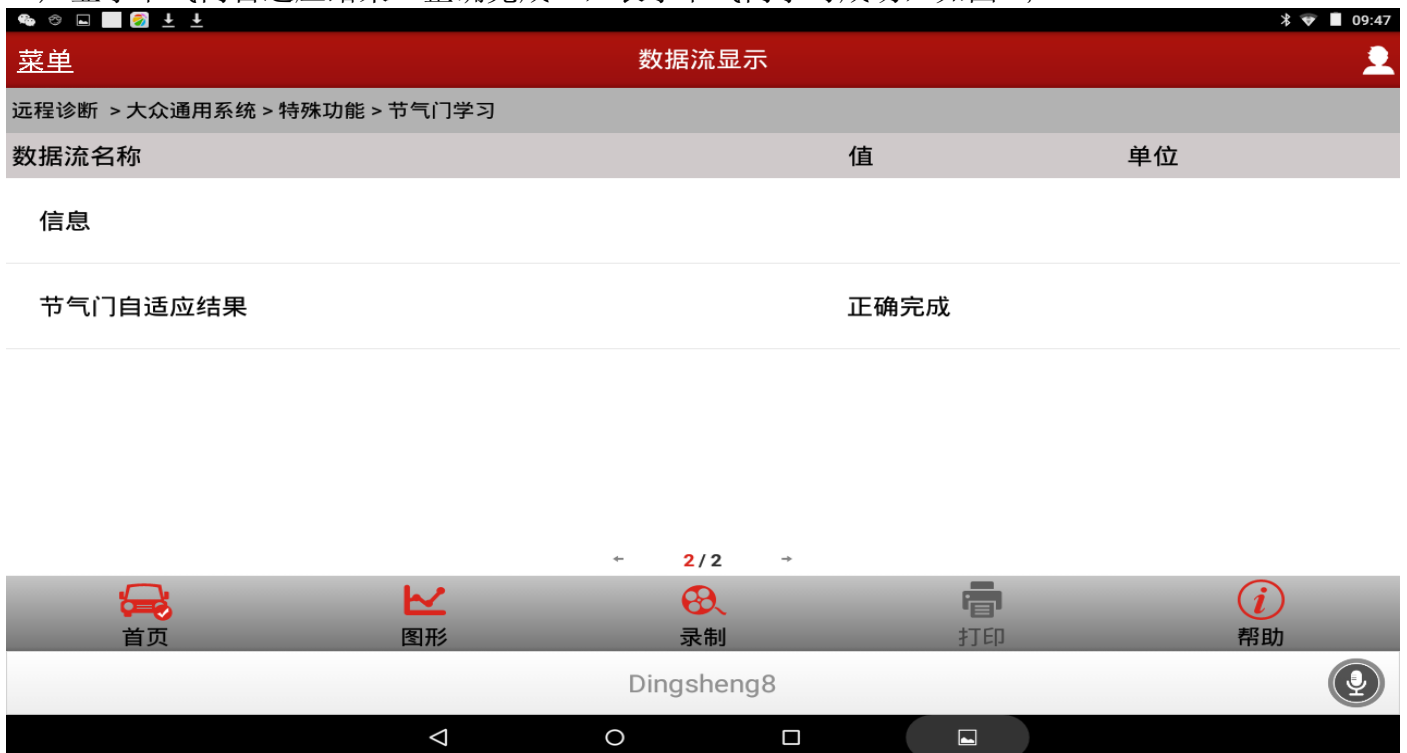 09:47
菜单
数据流显示
远程诊断 > 大众通用系统 > 特殊功能 > 节气门学习
数据流名称 值 单位
信息
节气门自适应结果 正确完成
2 / 2
首页 图形 录制 打印 帮助
Dingsheng8